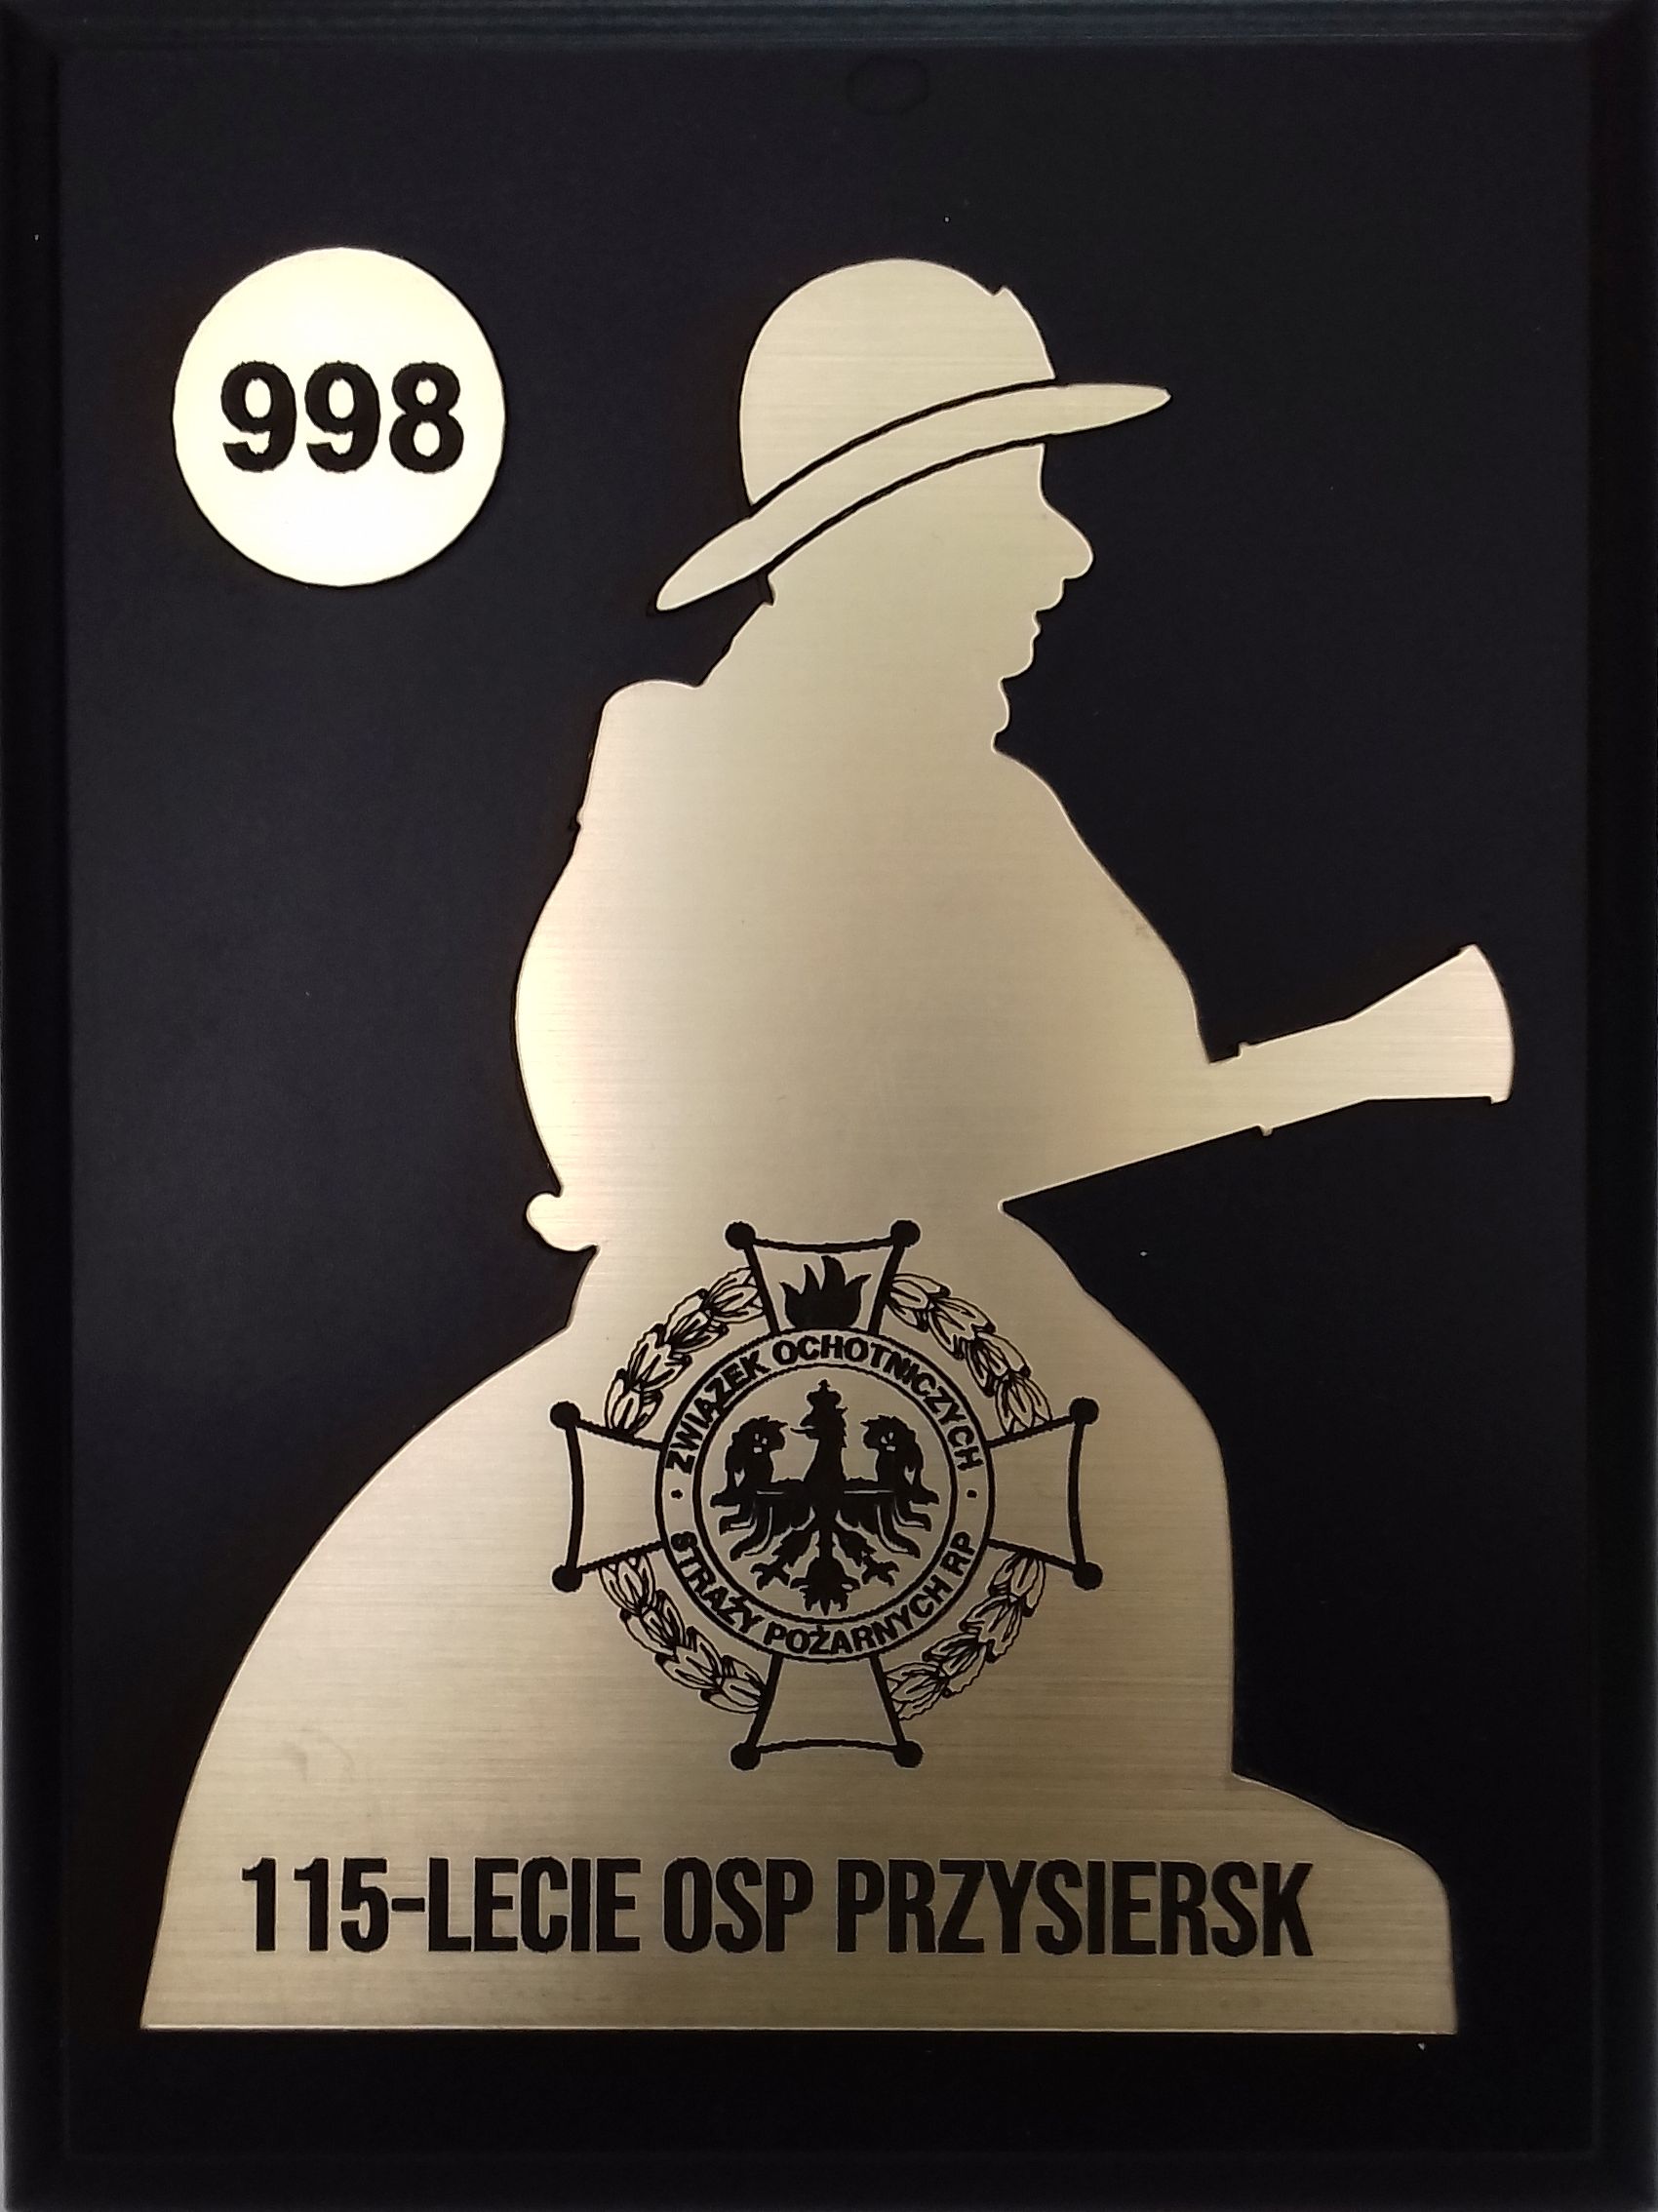 998
ZWIĄZEK OCHOTNICZYCH
STRAŻY POŻARNYCH RP
115-LECIE OSP PRZYSIERSK